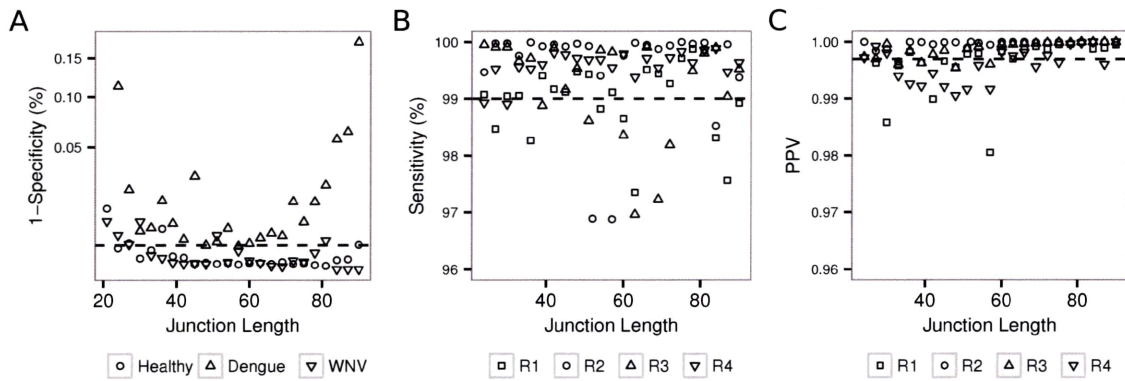 A
1−Specificity (%)
0.15
0.10
0.05
20
40
60
80
Junction Length
Healthy
Dengue
WNV
B
Sensitivity (%)
100
99
98
97
96
40
60
80
Junction Length
R1
R2
R3
R4
C
PPV
1.00
0.99
0.98
0.97
0.96
40
60
80
Junction Length
R1
R2
R3
R4